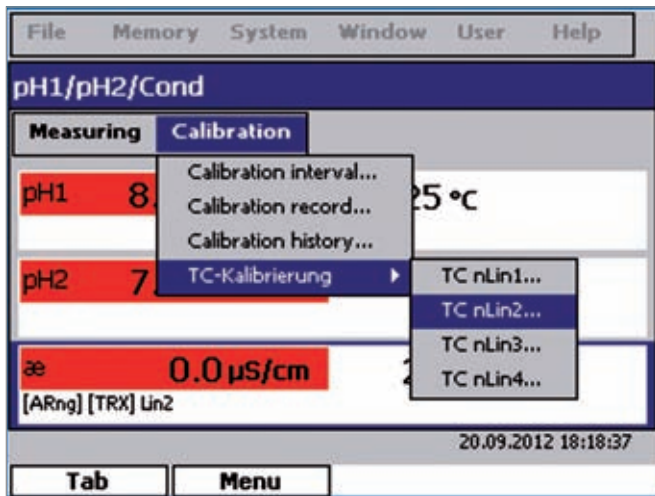 File Memory System Window User Help
pH1/pH2/Cond
Measuring Calibration
Calibration interval...
pH1 8. 25 °C
Calibration record...
Calibration history...
pH2 7. TC-Kalibrierung TC nLin1...
TC nLin2...
TC nLin3...
æ 0.0 µS/cm
TC nLin4...
[ARng] [TRX] Lin2
20.09.2012 18:18:37
Tab Menu